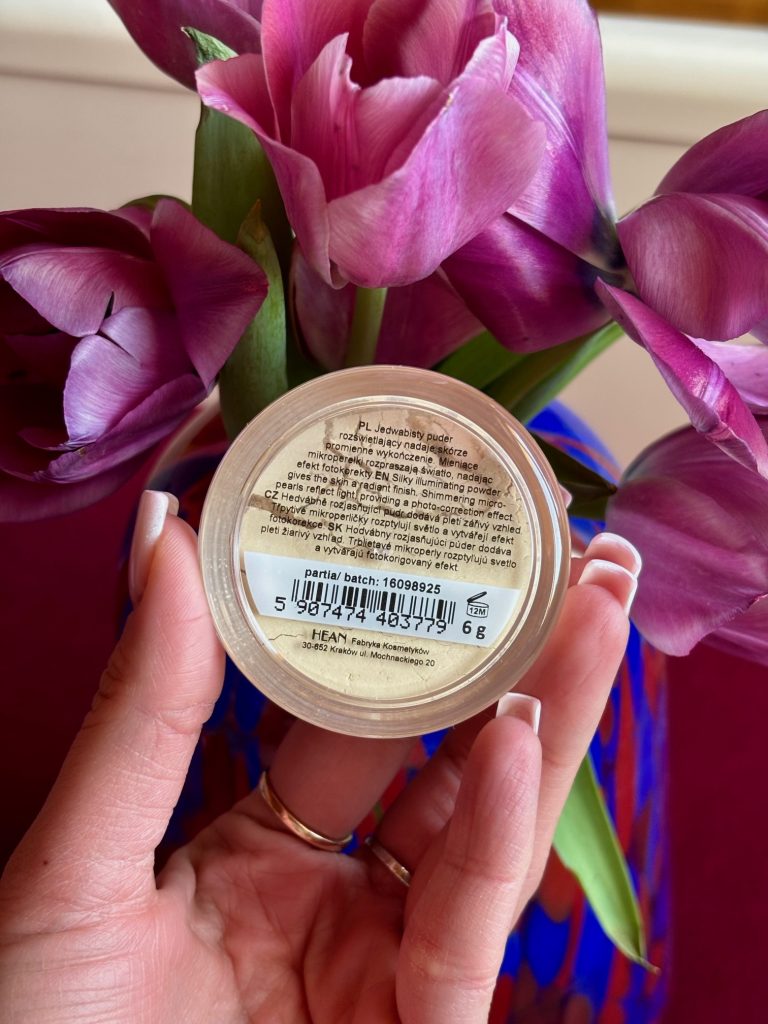 PL Jedwabisty puder
rozświetlający nadaje skórze
promienne wykończenie. Mieniące
mikroperełki rozpraszają światło, nadając
efekt fotokorekty EN Silky illuminating powder
gives the skin a radiant finish. Shimmering micro-
pearls reflect light, providing a photo-correction effect.
CZ Hedvábně rozjasňující pudr dodává pleti zářivý vzhled.
Třpytivé mikroperličky rozptylují světlo a vytvářejí efekt
fotokorekce. SK Hodvábny rozjasňujúci púder dodáva
pleti žiarivý vzhľad. Trblietavé mikroperly rozptyľujú svetlo
a vytvárajú fotokorigovaný efekt.
partia/ batch: 16098925
5 907474 403779 12M 6 g
HEAN Fabryka Kosmetyków
30-652 Kraków ul. Mochnackiego 20